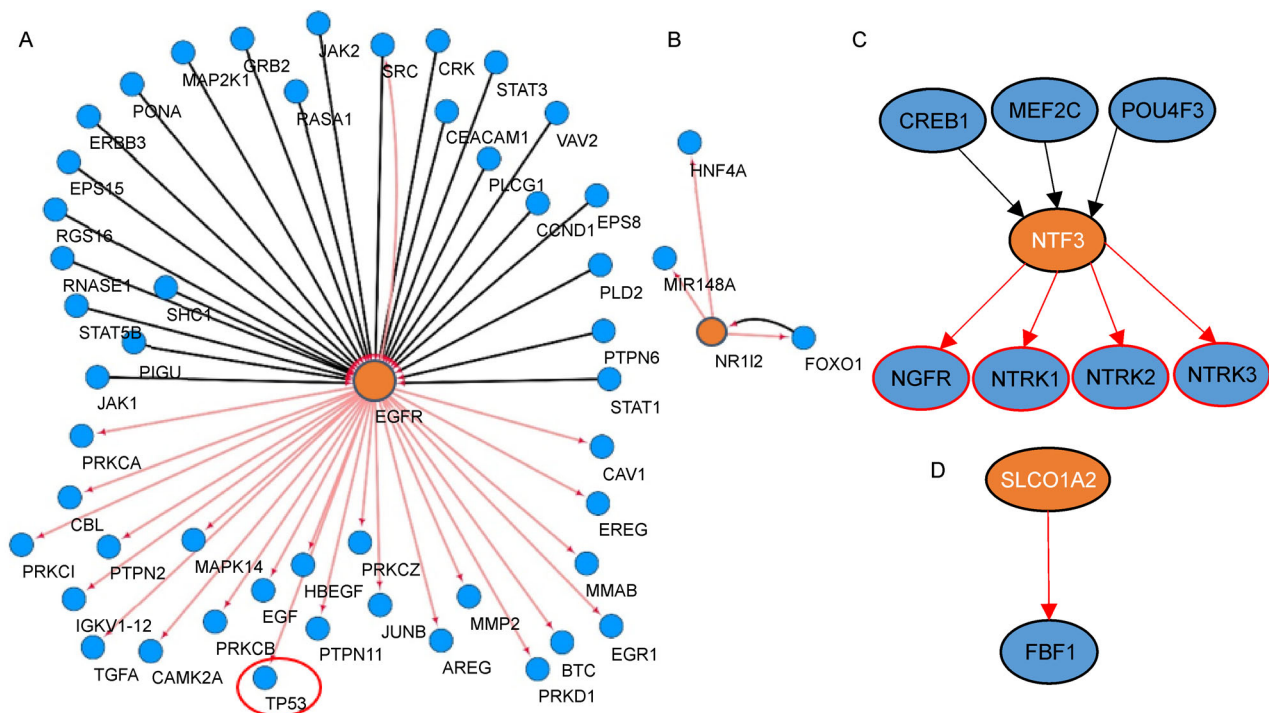 A
JAK2
GRB2
SRC
CRK
MAP2K1
STAT3
PONA
RASA1
CEACAM1
VAV2
ERBB3
PLCG1
EPS15
CCND1
EPS8
RGS16
RNASE1
SHC1
PLD2
STAT5B
PTPN6
PIGU
JAK1
STAT1
EGFR
PRKCA
CAV1
CBL
EREG
PRKCI
PTPN2
MAPK14
HBEGF
PRKCZ
MMAB
IGKV1-12
EGF
JUNB
MMP2
TGFA
CAMK2A
PRKCB
PTPN11
AREG
BTC
EGR1
PRKD1
TP53
B
HNF4A
MIR148A
NR1I2
FOXO1
C
CREB1
MEF2C
POU4F3
NTF3
NGFR
NTRK1
NTRK2
NTRK3
D
SLCO1A2
FBF1